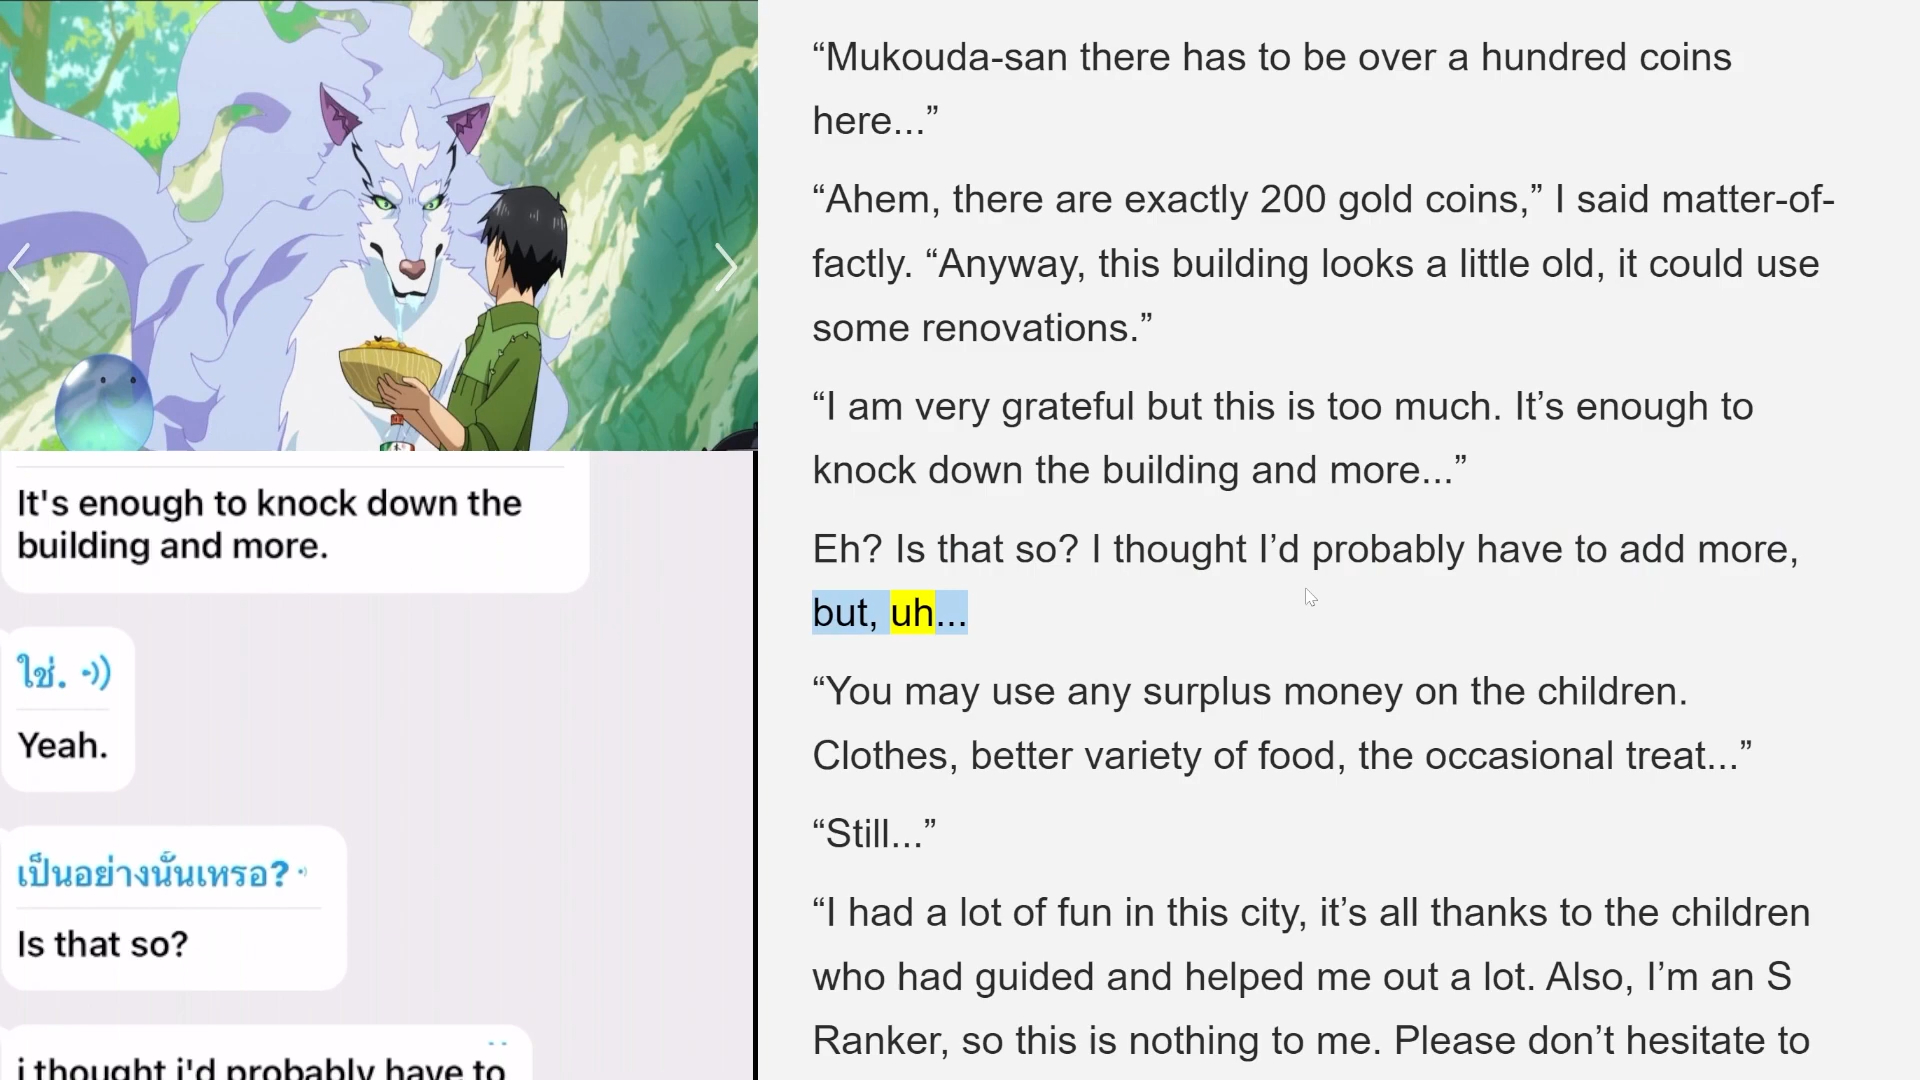 It's enough to knock down the
building and more.
ใช่.
Yeah.
เป็นอย่างนั้นเหรอ?
Is that so?
i thought i'd probably have to
“Mukouda-san there has to be over a hundred coins
here...”
“Ahem, there are exactly 200 gold coins,” I said matter-of-
factly. “Anyway, this building looks a little old, it could use
some renovations.”
“I am very grateful but this is too much. It’s enough to
knock down the building and more...”
Eh? Is that so? I thought I’d probably have to add more,
but, uh...
“You may use any surplus money on the children.
Clothes, better variety of food, the occasional treat...”
“Still...”
“I had a lot of fun in this city, it’s all thanks to the children
who had guided and helped me out a lot. Also, I’m an S
Ranker, so this is nothing to me. Please don’t hesitate to